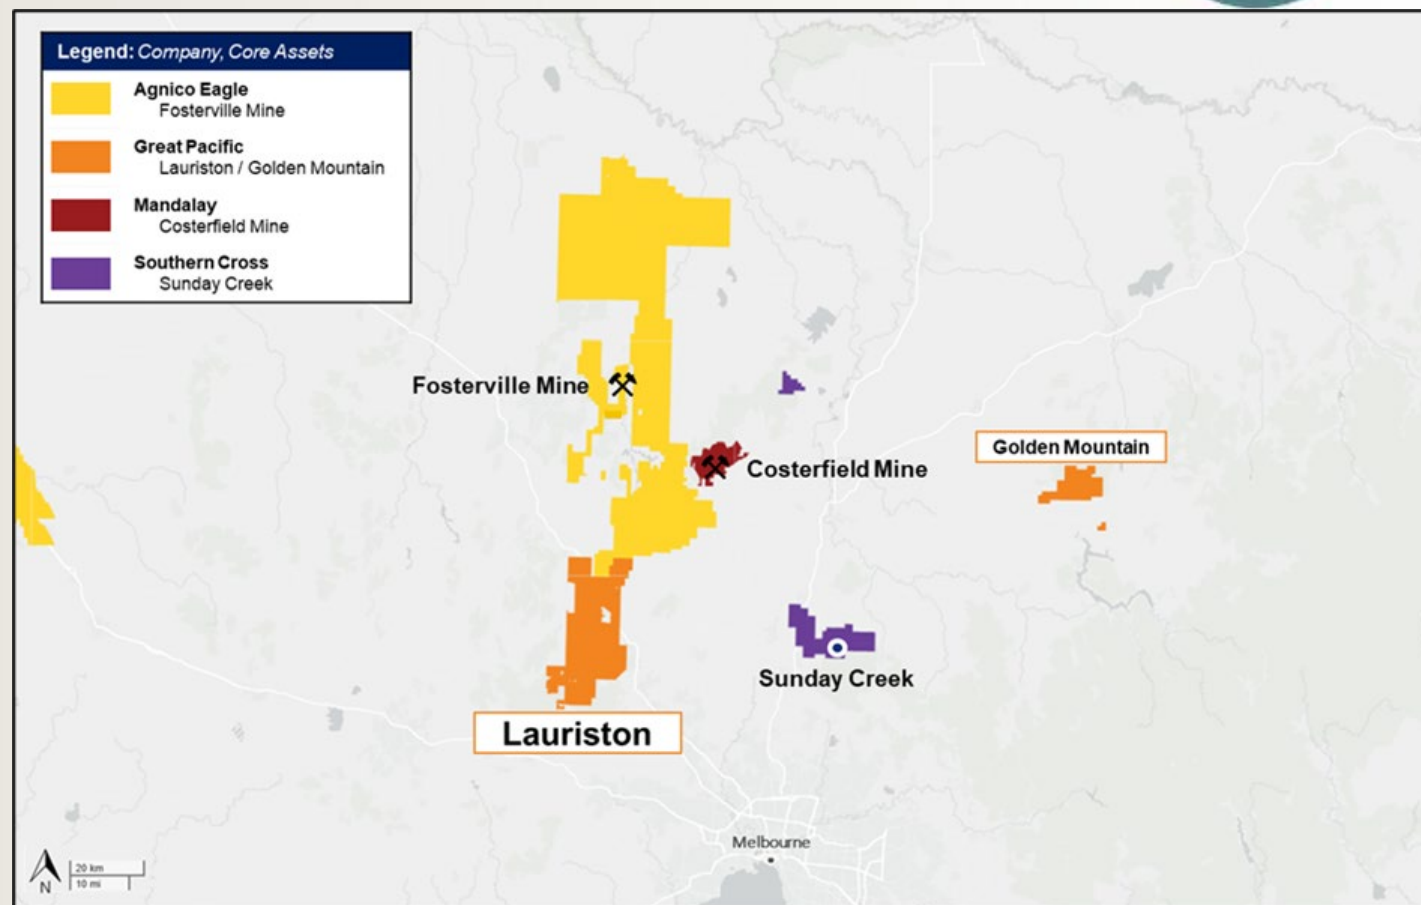 Legend: Company, Core Assets
Agnico Eagle
Fosterville Mine
Great Pacific
Lauriston / Golden Mountain
Mandalay
Costerfield Mine
Southern Cross
Sunday Creek
Fosterville Mine
Golden Mountain
Costerfield Mine
Sunday Creek
Lauriston
Melbourne
N
20 km
10 mi